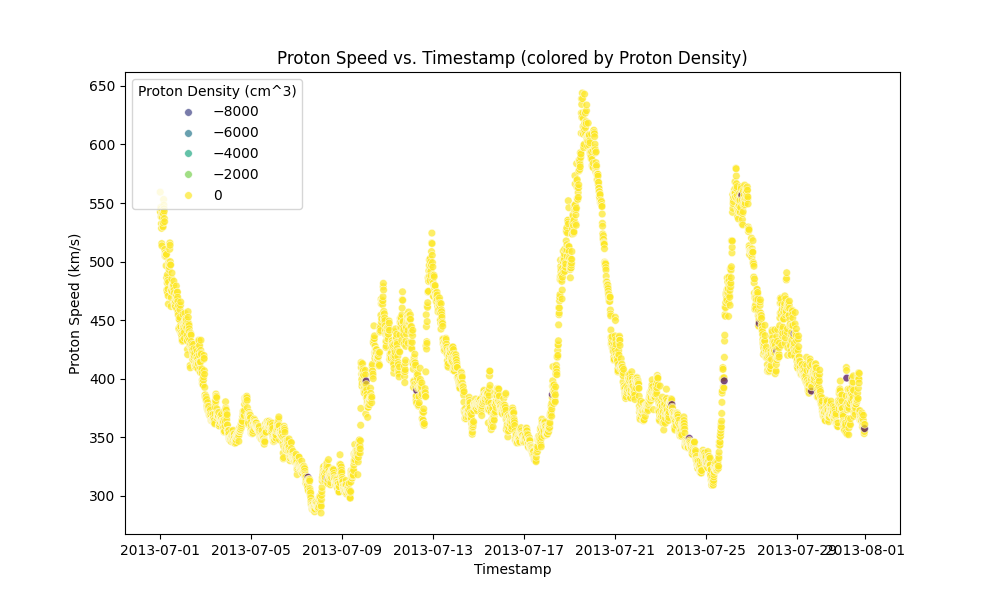 Proton Speed vs. Timestamp (colored by Proton Density)
Proton Density (cm^3)
−8000
−6000
−4000
−2000
0
650
600
550
500
450
400
350
300
Proton Speed (km/s)
2013-07-01 2013-07-05 2013-07-09 2013-07-13 2013-07-17 2013-07-21 2013-07-25 2013-07-29 2013-08-01
Timestamp